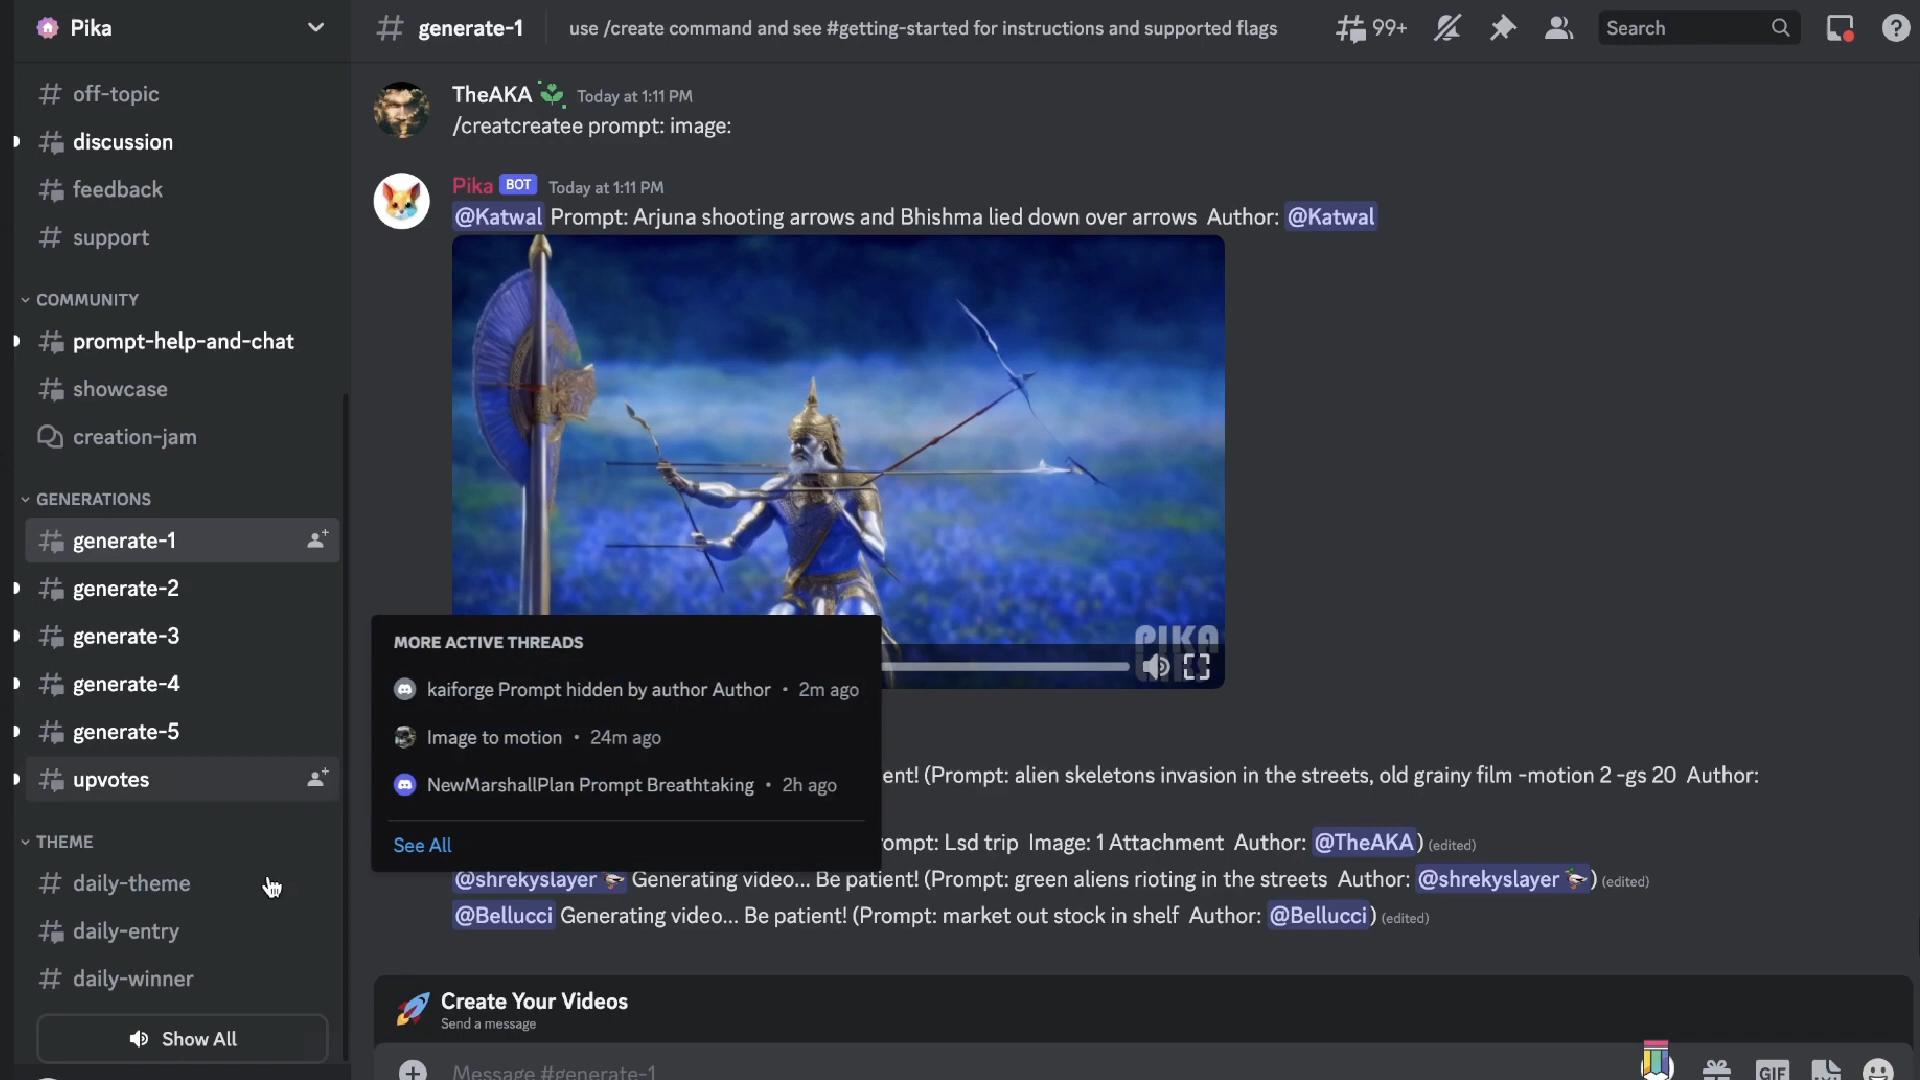 Pika
generate-1
use /create command and see #getting-started for instructions and supported flags
99+
Search
off-topic
discussion
feedback
support
COMMUNITY
prompt-help-and-chat
showcase
creation-jam
GENERATIONS
generate-1
generate-2
generate-3
generate-4
generate-5
upvotes
THEME
daily-theme
daily-entry
daily-winner
Show All
TheAKA Today at 1:11 PM
/creatcreatee prompt: image:
Pika BOT Today at 1:11 PM
@Katwal Prompt: Arjuna shooting arrows and Bhishma lied down over arrows Author: @Katwal
PIKA
LABS
MORE ACTIVE THREADS
kaiforge Prompt hidden by author Author • 2m ago
Image to motion • 24m ago
NewMarshallPlan Prompt Breathtaking • 2h ago
See All
ent! (Prompt: alien skeletons invasion in the streets, old grainy film -motion 2 -gs 20 Author:
ompt: Lsd trip Image: 1 Attachment Author: @TheAKA) (edited)
@shrekyslayer Generating video... Be patient! (Prompt: green aliens rioting in the streets Author: @shrekyslayer ) (edited)
@Bellucci Generating video... Be patient! (Prompt: market out stock in shelf Author: @Bellucci) (edited)
Create Your Videos
Send a message
Message #generate-1
GIF